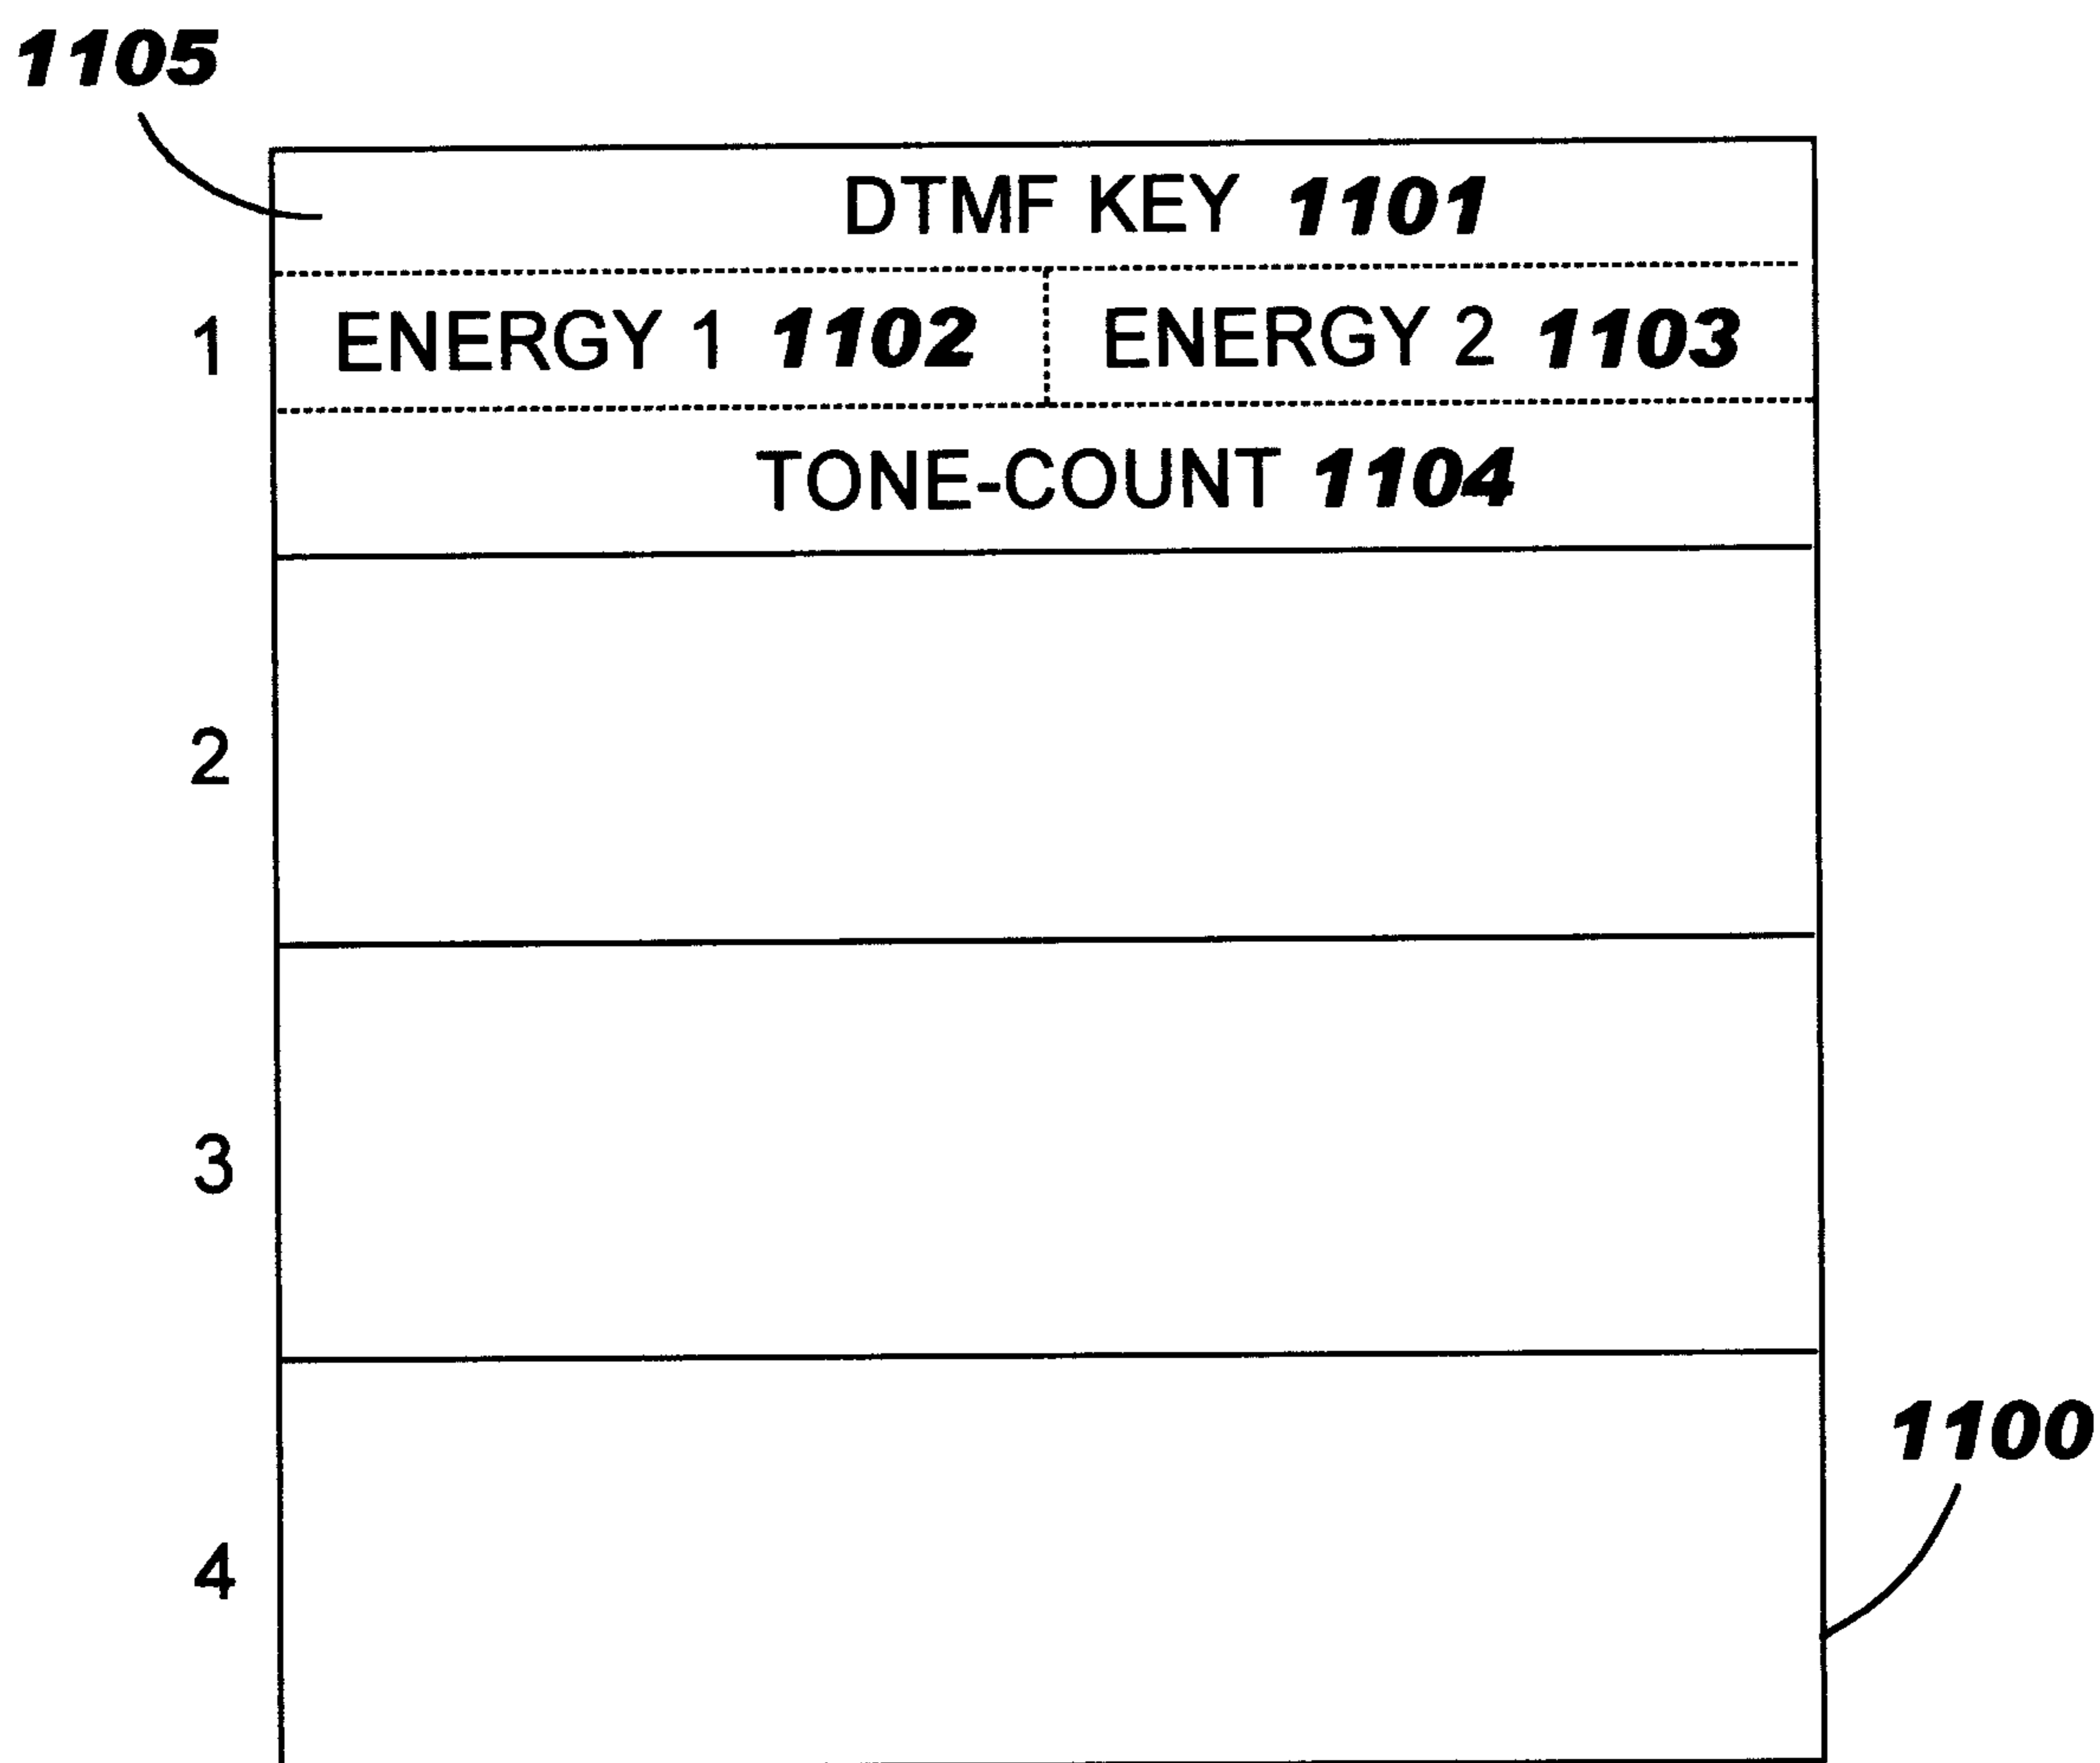 1105
DTMF KEY 1101
1 ENERGY 1 1102 ENERGY 2 1103
TONE-COUNT 1104
2
3
1100
4